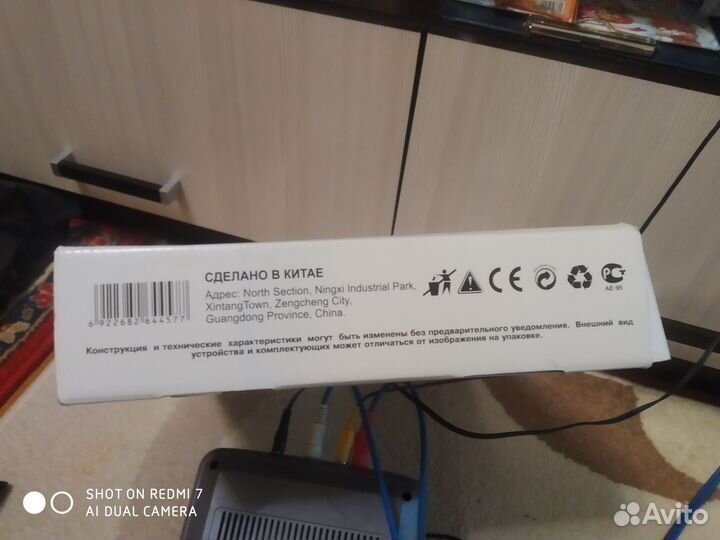 СДЕЛАНО В КИТАЕ
Адрес: North Section, Ningxi Industrial Park,
XintangTown, Zengcheng City,
Guangdong Province, China.
6 922682 644577
CE
АЕ-95
Конструкция и технические характеристики могут быть изменены без предварительного уведомления. Внешний вид
устройства и комплектующих может отличаться от изображения на упаковке.
SHOT ON REDMI 7
AI DUAL CAMERA
Avito